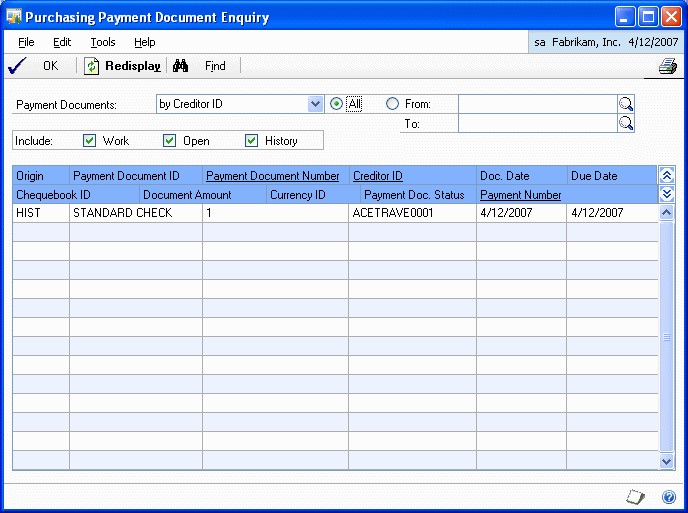 Purchasing Payment Document Enquiry
File Edit Tools Help sa Fabrikam, Inc. 4/12/2007
OK Redisplay Find
Payment Documents: by Creditor ID All From:
To:
Include: Work Open History
Origin Payment Document ID Payment Document Number Creditor ID Doc. Date Due Date
Chequebook ID Document Amount Currency ID Payment Doc. Status Payment Number
HIST STANDARD CHECK 1 ACETRAVE0001 4/12/2007 4/12/2007